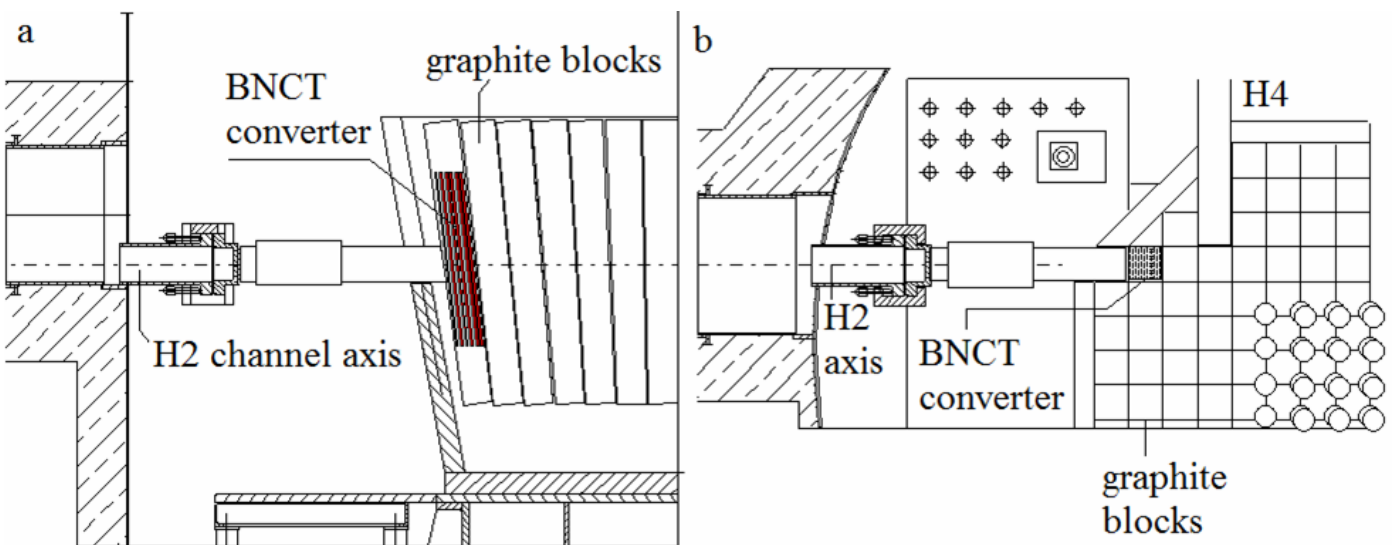 a
graphite blocks
BNCT
converter
H2 channel axis
b
H4
H2
axis
BNCT
converter
graphite
blocks